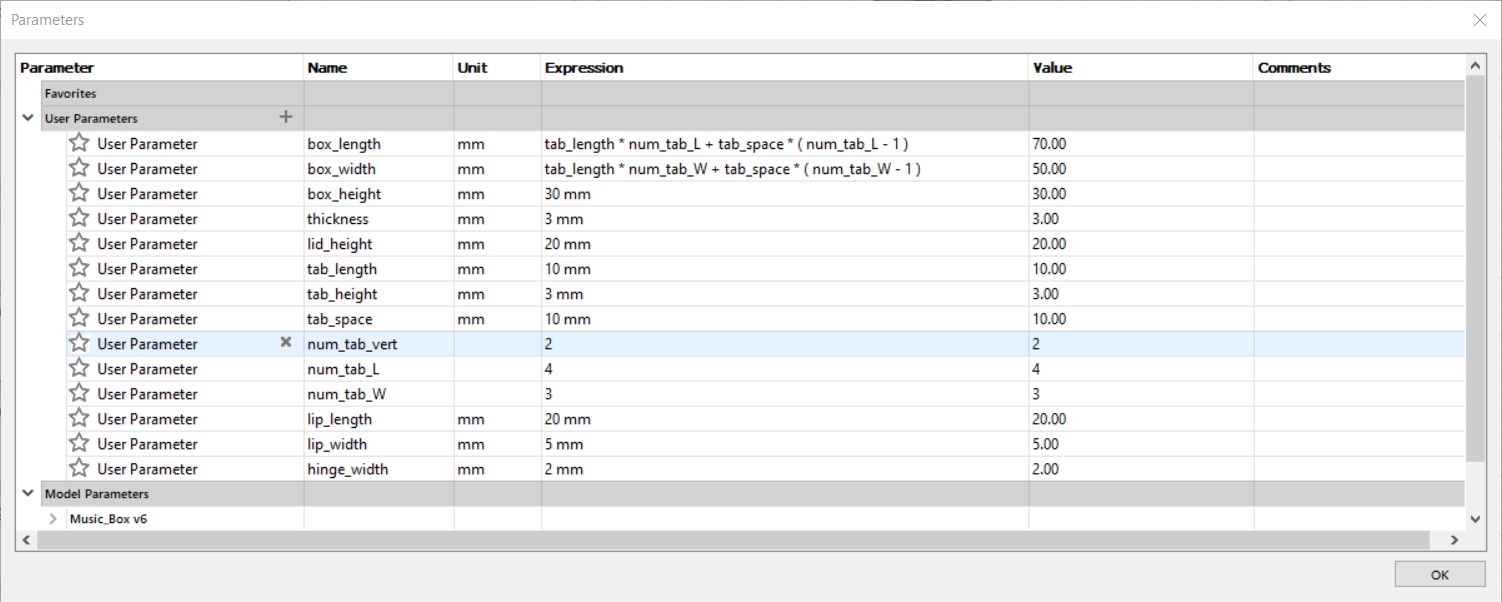 Parameters
Parameter Name Unit Expression Value Comments
Favorites
User Parameters +
User Parameter box_length mm tab_length * num_tab_L + tab_space * ( num_tab_L - 1 ) 70.00
User Parameter box_width mm tab_length * num_tab_W + tab_space * ( num_tab_W - 1 ) 50.00
User Parameter box_height mm 30 mm 30.00
User Parameter thickness mm 3 mm 3.00
User Parameter lid_height mm 20 mm 20.00
User Parameter tab_length mm 10 mm 10.00
User Parameter tab_height mm 3 mm 3.00
User Parameter tab_space mm 10 mm 10.00
User Parameter num_tab_vert 2 2
User Parameter num_tab_L 4 4
User Parameter num_tab_W 3 3
User Parameter lip_length mm 20 mm 20.00
User Parameter lip_width mm 5 mm 5.00
User Parameter hinge_width mm 2 mm 2.00
Model Parameters
Music_Box v6
OK